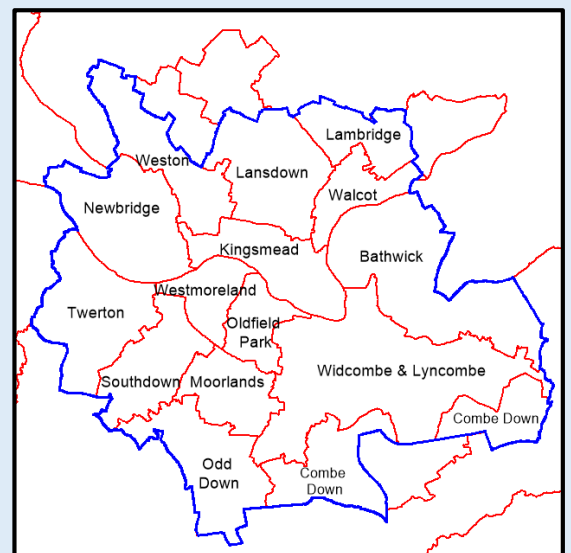 Lambridge
Weston
Lansdown
Walcot
Newbridge
Kingsmead
Bathwick
Westmoreland
Twerton
Oldfield
Park
Widcombe & Lyncombe
Southdown
Moorlands
Combe Down
Odd
Down
Combe
Down